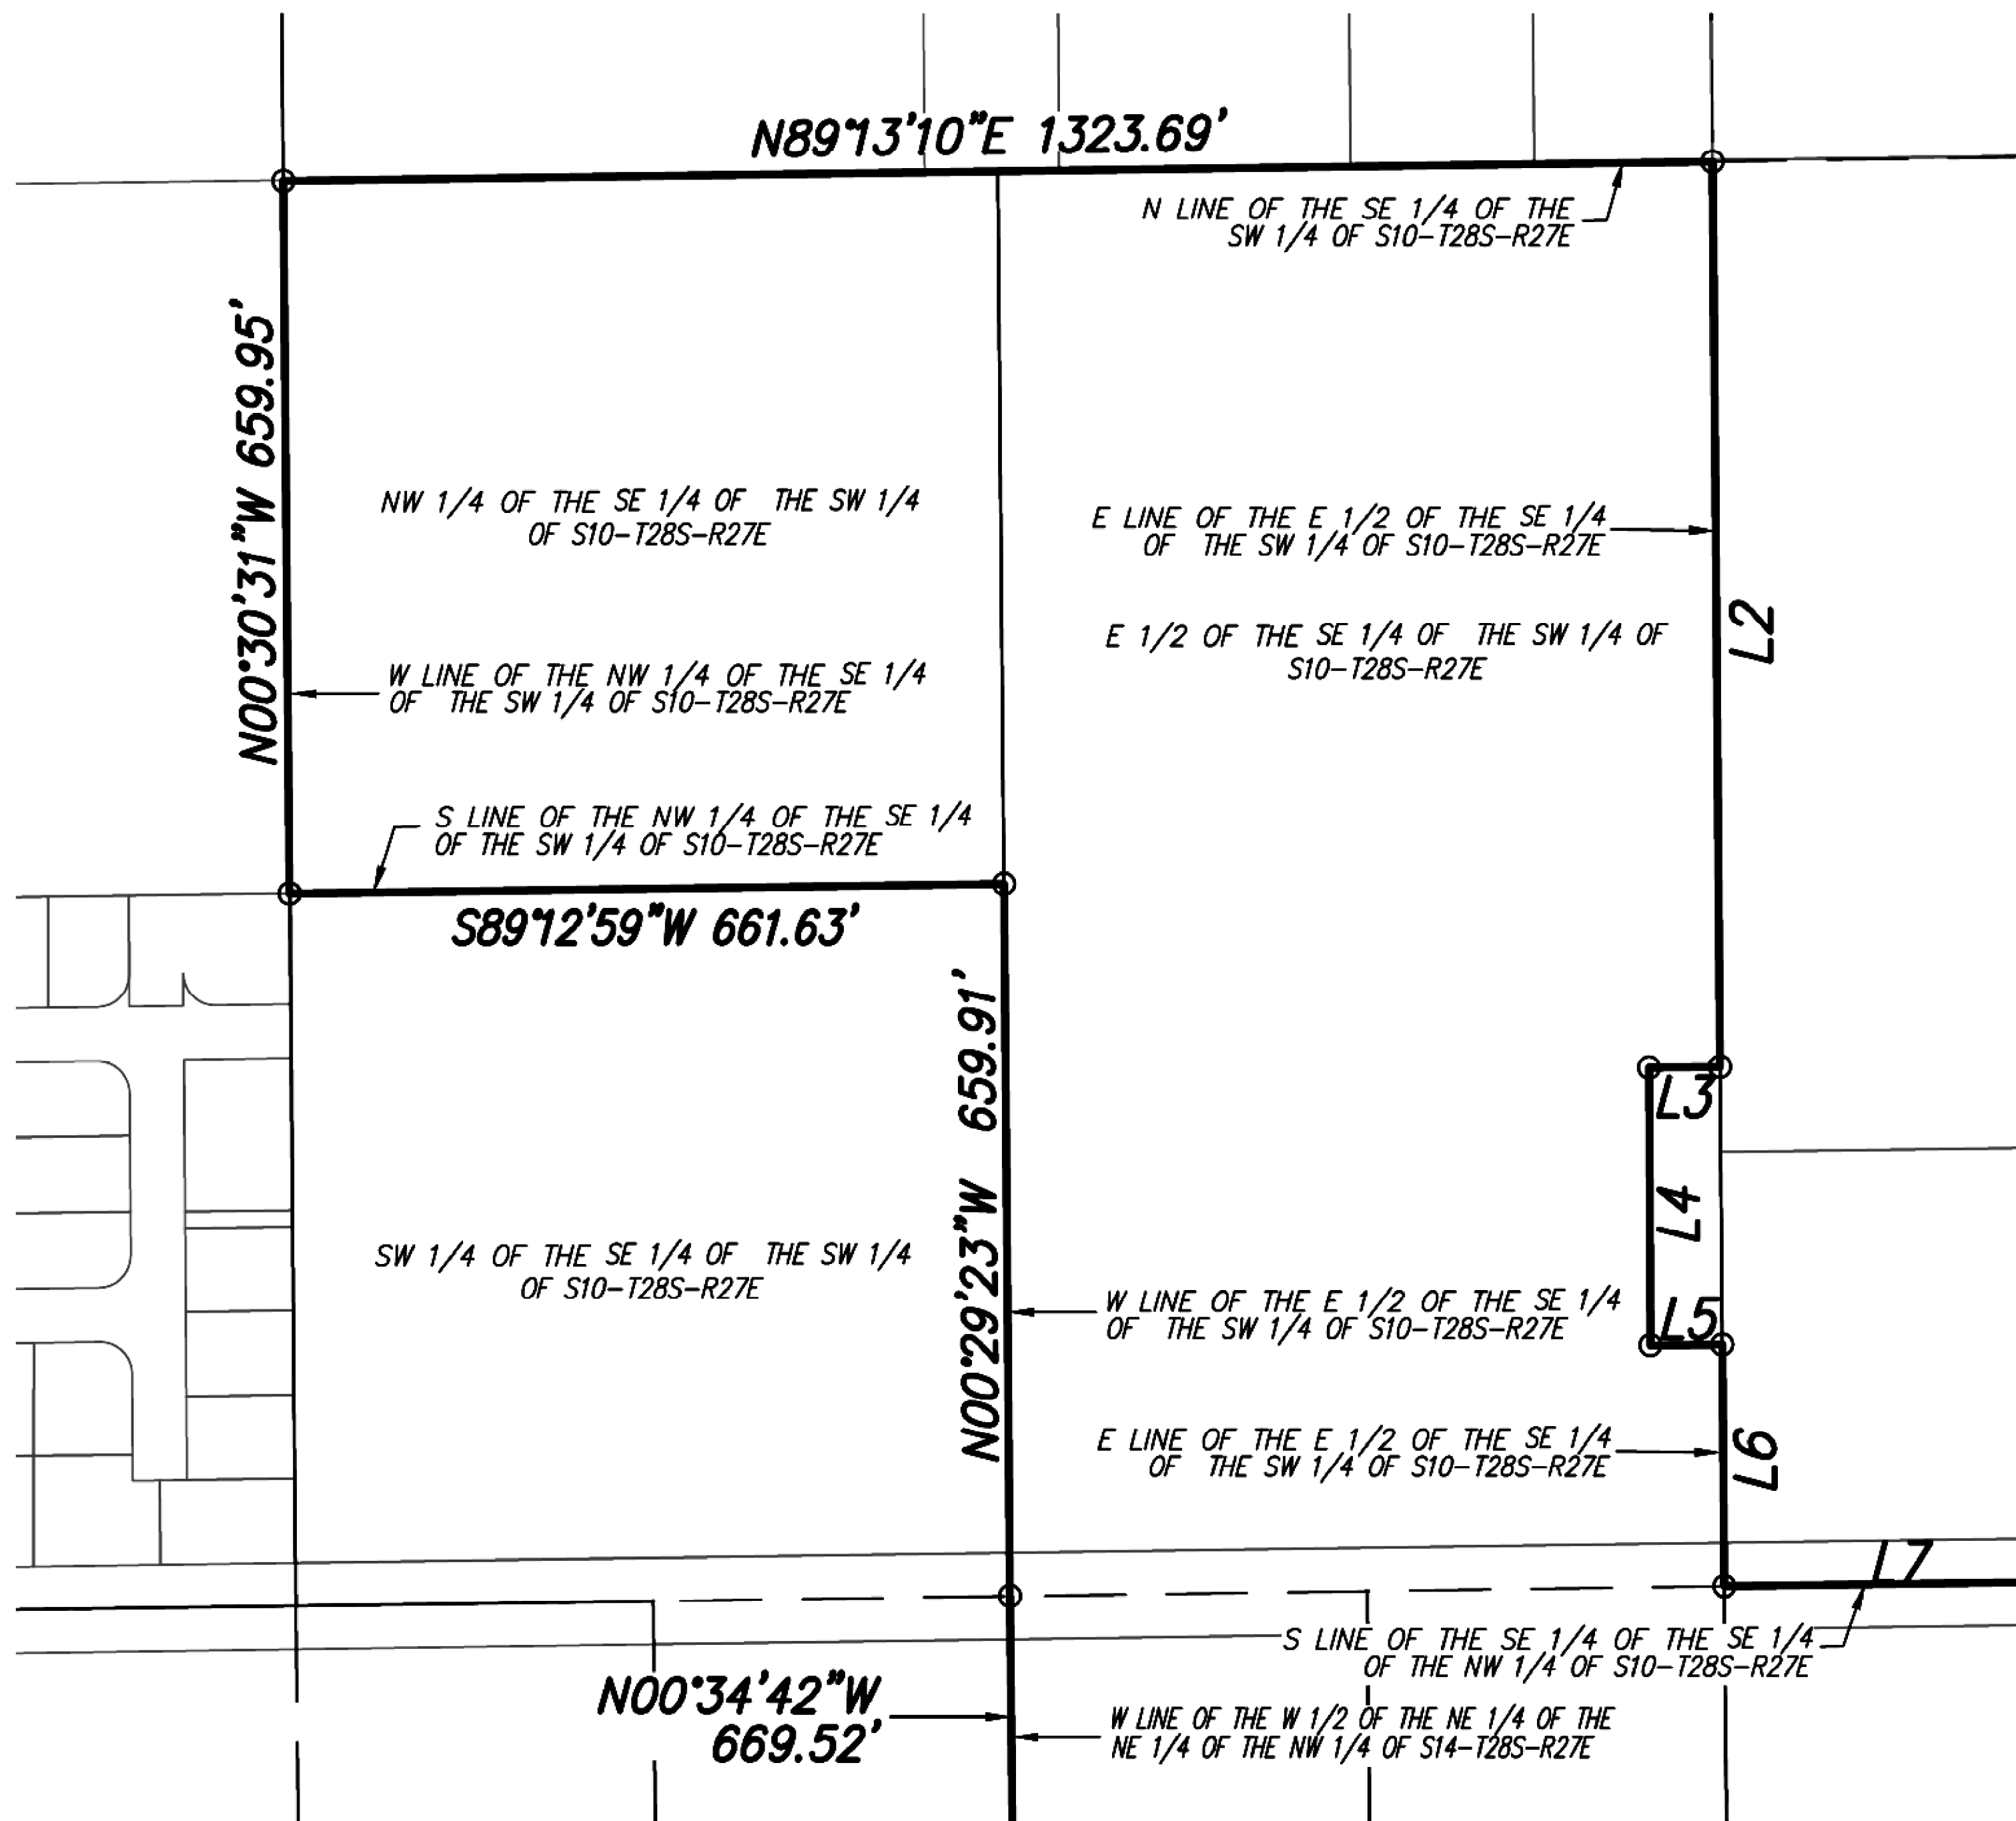 N89°13'10"E 1323.69'
N LINE OF THE SE 1/4 OF THE
SW 1/4 OF S10-T28S-R27E
N00°30'31"W 659.95'
NW 1/4 OF THE SE 1/4 OF THE SW 1/4
OF S10-T28S-R27E
E LINE OF THE E 1/2 OF THE SE 1/4
OF THE SW 1/4 OF S10-T28S-R27E
L2
E 1/2 OF THE SE 1/4 OF THE SW 1/4 OF
S10-T28S-R27E
W LINE OF THE NW 1/4 OF THE SE 1/4
OF THE SW 1/4 OF S10-T28S-R27E
S LINE OF THE NW 1/4 OF THE SE 1/4
OF THE SW 1/4 OF S10-T28S-R27E
S89°12'59"W 661.63'
N00°29'23"W 659.91'
L3
L4
L5
SW 1/4 OF THE SE 1/4 OF THE SW 1/4
OF S10-T28S-R27E
W LINE OF THE E 1/2 OF THE SE 1/4
OF THE SW 1/4 OF S10-T28S-R27E
E LINE OF THE E 1/2 OF THE SE 1/4
OF THE SW 1/4 OF S10-T28S-R27E
L6
L7
S LINE OF THE SE 1/4 OF THE SE 1/4
OF THE NW 1/4 OF S10-T28S-R27E
N00°34'42"W
669.52'
W LINE OF THE W 1/2 OF THE NE 1/4 OF THE
NE 1/4 OF THE NW 1/4 OF S14-T28S-R27E